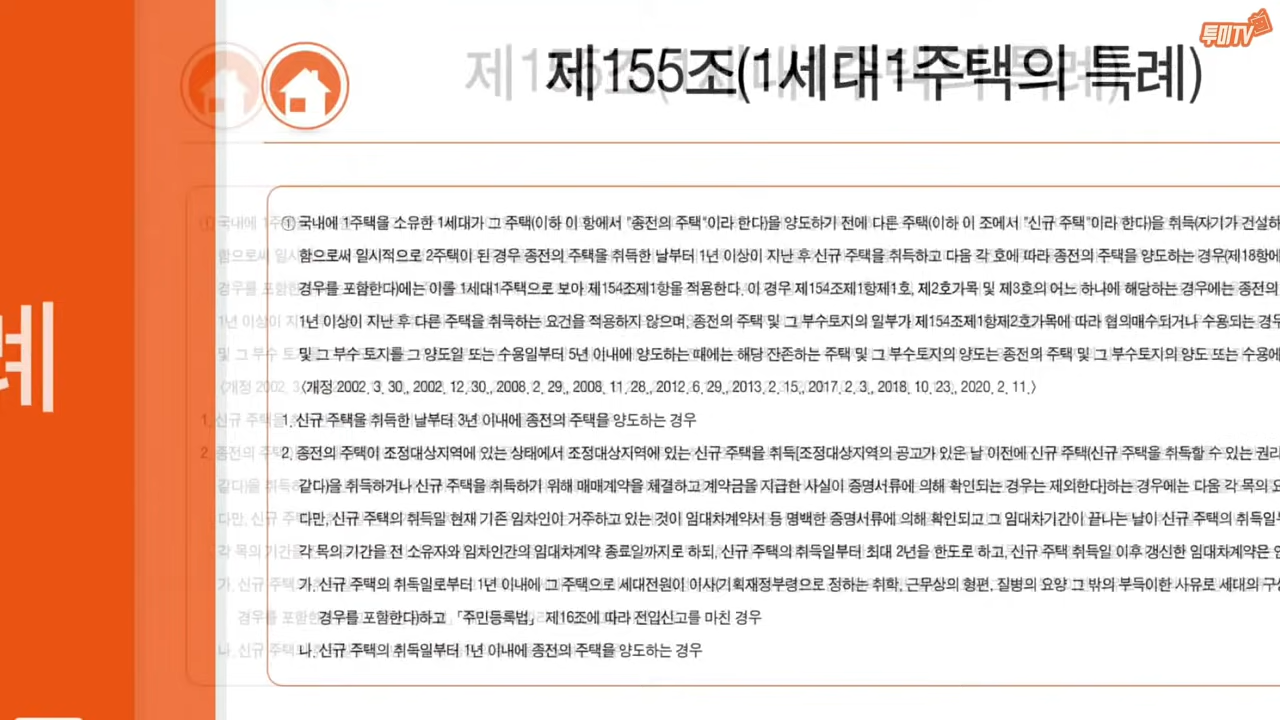 투미TV
제155조(1세대1주택의 특례)
례
① 국내에 1주택을 소유한 1세대가 그 주택(이하 이 항에서 "종전의 주택"이라 한다)을 양도하기 전에 다른 주택(이하 이 조에서 "신규 주택"이라 한다)을 취득(자기가 건설하
함으로써 일시적으로 2주택이 된 경우 종전의 주택을 취득한 날부터 1년 이상이 지난 후 신규 주택을 취득하고 다음 각 호에 따라 종전의 주택을 양도하는 경우(제18항에
경우를 포함한다)에는 이를 1세대1주택으로 보아 제154조제1항을 적용한다. 이 경우 제154조제1항제1호, 제2호가목 및 제3호의 어느 하나에 해당하는 경우에는 종전의
1년 이상이 지난 후 다른 주택을 취득하는 요건을 적용하지 않으며, 종전의 주택 및 그 부수토지의 일부가 제154조제1항제2호가목에 따라 협의매수되거나 수용되는 경우
및 그 부수 토지를 그 양도일 또는 수용일부터 5년 이내에 양도하는 때에는 해당 잔존하는 주택 및 그 부수토지의 양도는 종전의 주택 및 그 부수토지의 양도 또는 수용에
〈개정 2002. 3. 30., 2002. 12. 30., 2008. 2. 29., 2008. 11. 28., 2012. 6. 29., 2013. 2. 15., 2017. 2. 3., 2018. 10. 23., 2020. 2. 11.〉
1. 신규 주택을 취득한 날부터 3년 이내에 종전의 주택을 양도하는 경우
2. 종전의 주택이 조정대상지역에 있는 상태에서 조정대상지역에 있는 신규 주택을 취득[조정대상지역의 공고가 있은 날 이전에 신규 주택(신규 주택을 취득할 수 있는 권리
같다)을 취득하거나 신규 주택을 취득하기 위해 매매계약을 체결하고 계약금을 지급한 사실이 증명서류에 의해 확인되는 경우는 제외한다]하는 경우에는 다음 각 목의 요
다만, 신규 주택의 취득일 현재 기존 임차인이 거주하고 있는 것이 임대차계약서 등 명백한 증명서류에 의해 확인되고 그 임대차기간이 끝나는 날이 신규 주택의 취득일부
각 목의 기간을 전 소유자와 임차인간의 임대차계약 종료일까지로 하되, 신규 주택의 취득일부터 최대 2년을 한도로 하고, 신규 주택 취득일 이후 갱신한 임대차계약은 인
가. 신규 주택의 취득일로부터 1년 이내에 그 주택으로 세대전원이 이사(기획재정부령으로 정하는 취학, 근무상의 형편, 질병의 요양 그 밖의 부득이한 사유로 세대의 구성
경우를 포함한다)하고 「주민등록법」 제16조에 따라 전입신고를 마친 경우
나. 신규 주택의 취득일부터 1년 이내에 종전의 주택을 양도하는 경우